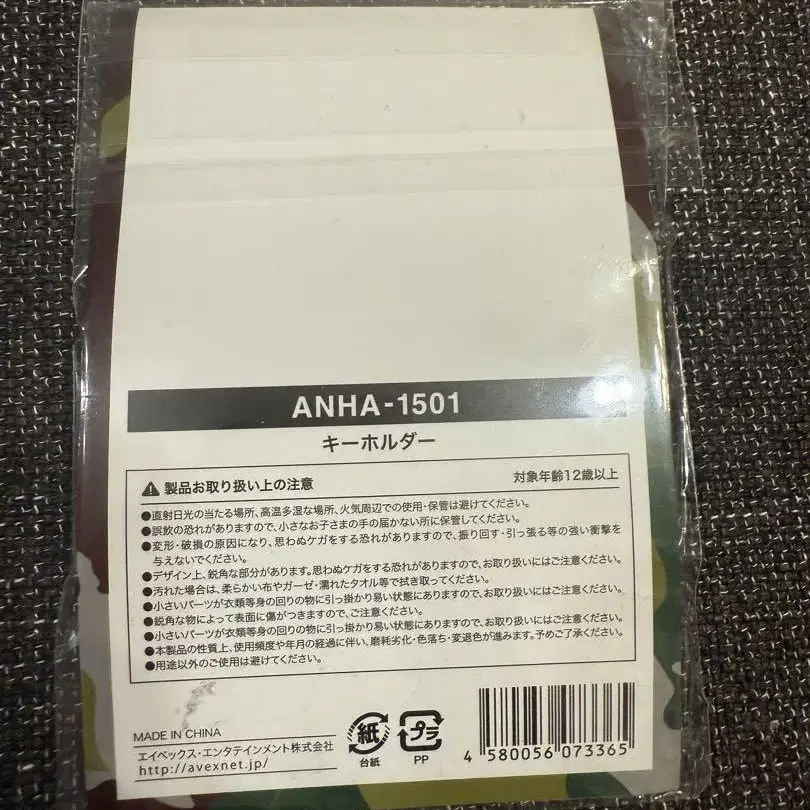 ANHA-1501
キーホルダー
製品お取り扱い上の注意
対象年齢12歳以上
●直射日光の当たる場所、高温多湿な場所、火気周辺での使用・保管は避けてください。
●誤飲の恐れがありますので、小さなお子さまの手の届かない所に保管してください。
●変形・破損の原因になり、思わぬケガをする恐れがありますので、振り回す・引っ張る等の強い衝撃を
与えないでください。
●デザイン上、鋭角な部分があります。思わぬケガをする恐れがありますので、お取り扱いにはご注意ください。
●汚れた場合は、柔らかい布やガーゼ・濡れたタオル等で拭き取ってください。
●小さいパーツが衣類等身の回りの物に引っ掛かり易い状態にありますので、お取り扱いにはご注意ください。
●鋭角な物によって表面に傷がつきますので、ご注意ください。
●小さいパーツが衣類等身の回りの物に引っ掛かり易い状態にありますので、お取り扱いにはご注意ください。
●本製品の性質上、使用頻度や年月の経過に伴い、磨耗劣化・色落ち・変退色が進みます。予めご了承ください。
●用途以外のご使用は避けてください。
MADE IN CHINA
エイベックス・エンタテインメント株式会社
http://avexnet.jp/
紙
台紙
プラ
PP
4 580056 073365